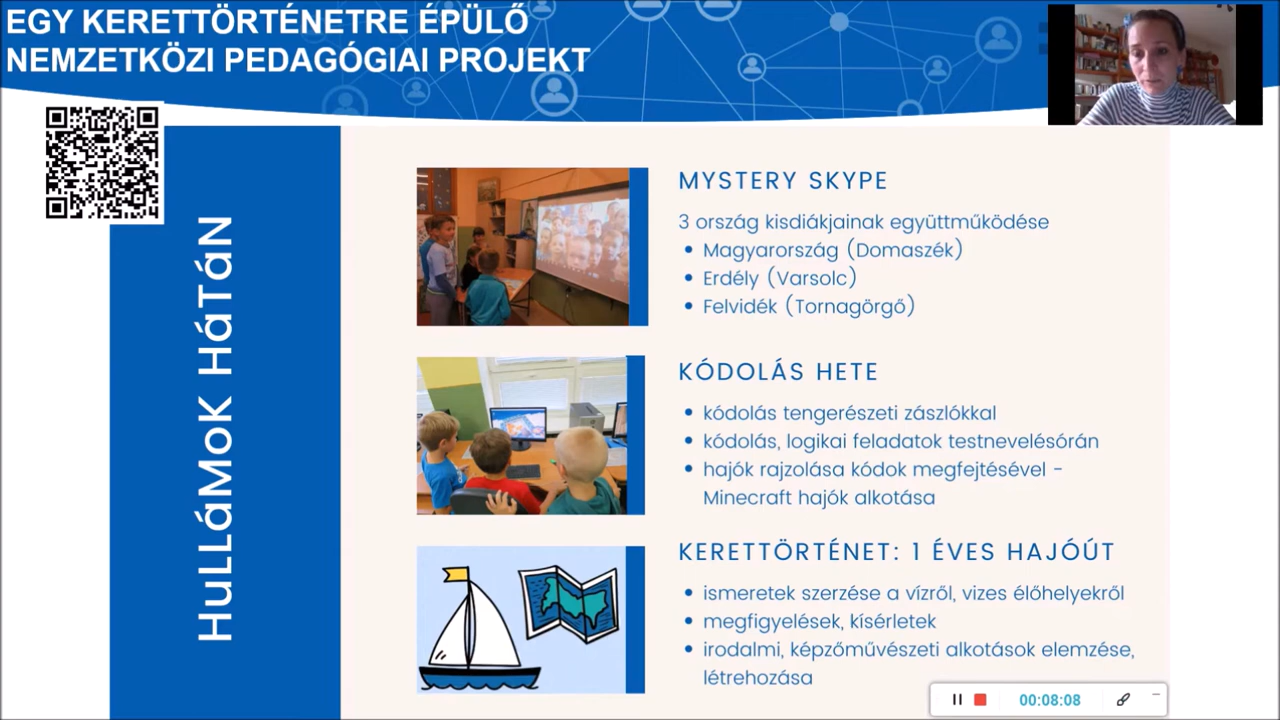 EGY KERETTÖRTÉNETRE ÉPÜLŐ
NEMZETKÖZI PEDAGÓGIAI PROJEKT
HuLLáMoK HáTáN
MYSTERY SKYPE
3 ország kisdiákjainak együttműködése
• Magyarország (Domaszék)
• Erdély (Varsolc)
• Felvidék (Tornagörgő)
KÓDOLÁS HETE
• kódolás tengerészeti zászlókkal
• kódolás, logikai feladatok testnevelésórán
• hajók rajzolása kódok megfejtésével -
Minecraft hajók alkotása
KERETTÖRTÉNET: 1 ÉVES HAJÓÚT
• ismeretek szerzése a vízről, vizes élőhelyekről
• megfigyelések, kísérletek
• irodalmi, képzőművészeti alkotások elemzése,
létrehozása
00:08:08